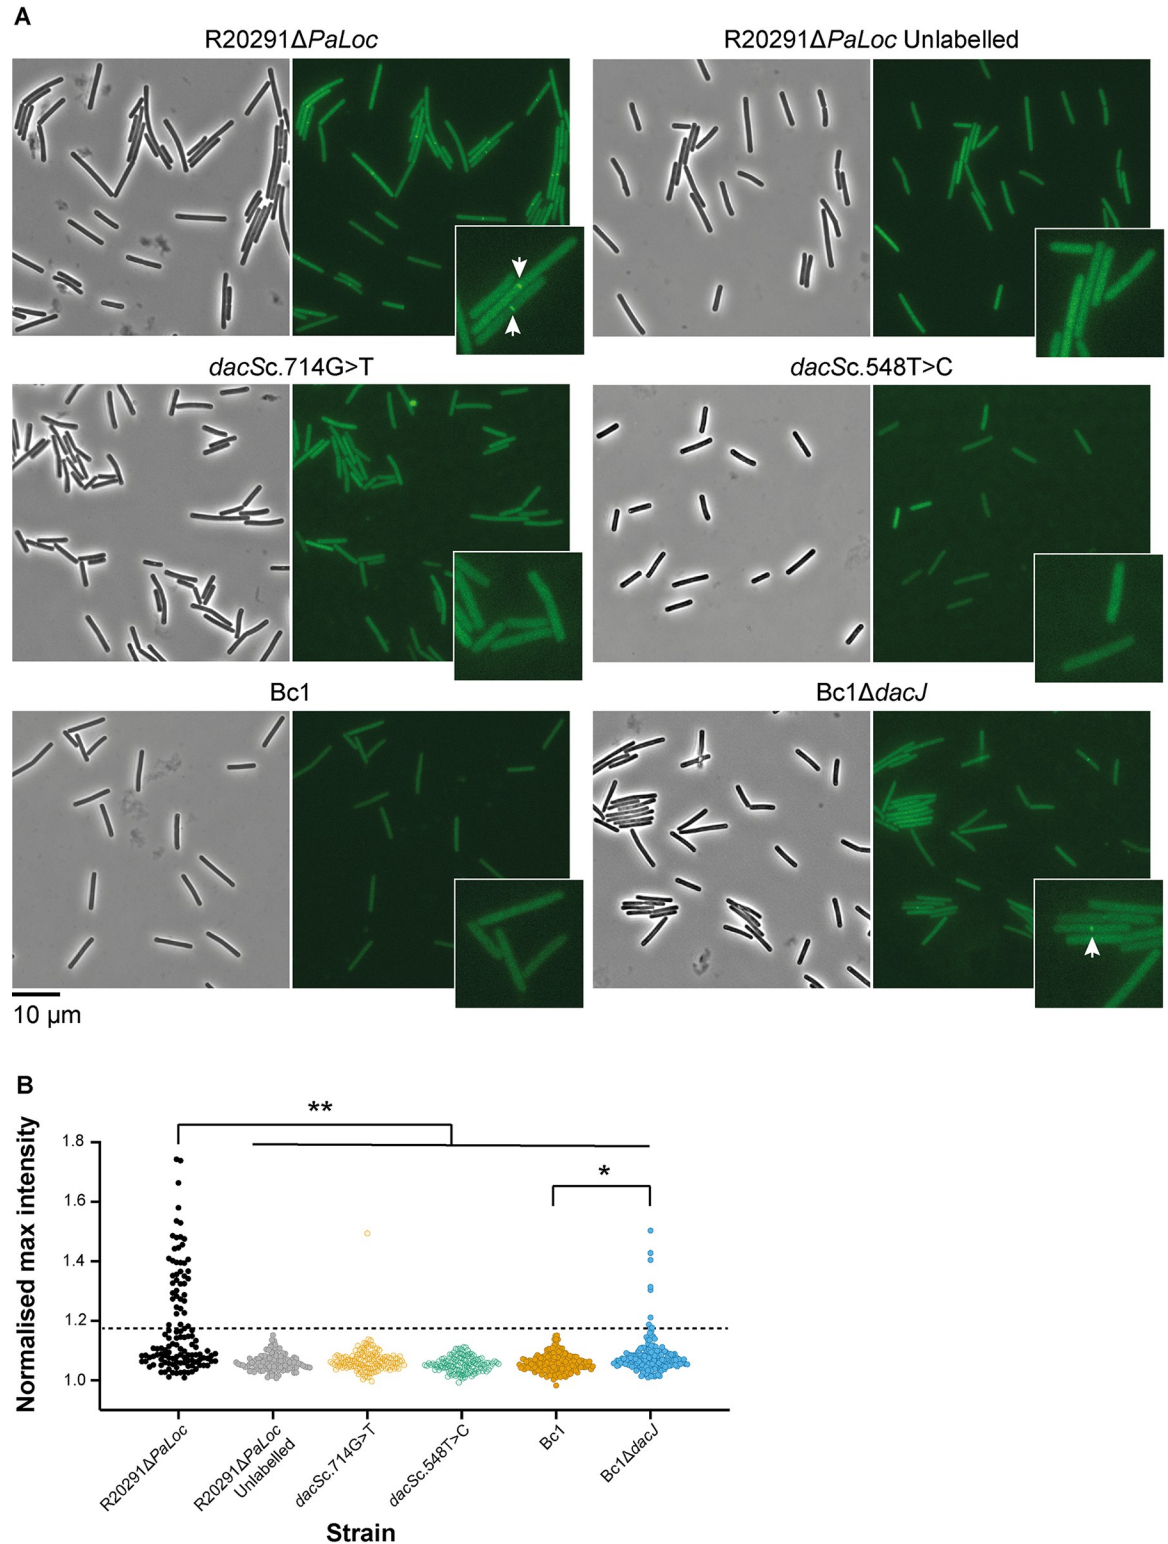 A
R20291ΔPaLoc
R20291ΔPaLoc Unlabelled
dacSc.714G>T
dacSc.548T>C
Bc1
Bc1ΔdacJ
10 µm
B
**
*
Normalised max intensity
1.8
1.6
1.4
1.2
1.0
R20291ΔPaLoc
R20291ΔPaLoc
Unlabelled
dacSc.714G>T
dacSc.548T>C
Bc1
Bc1ΔdacJ
Strain